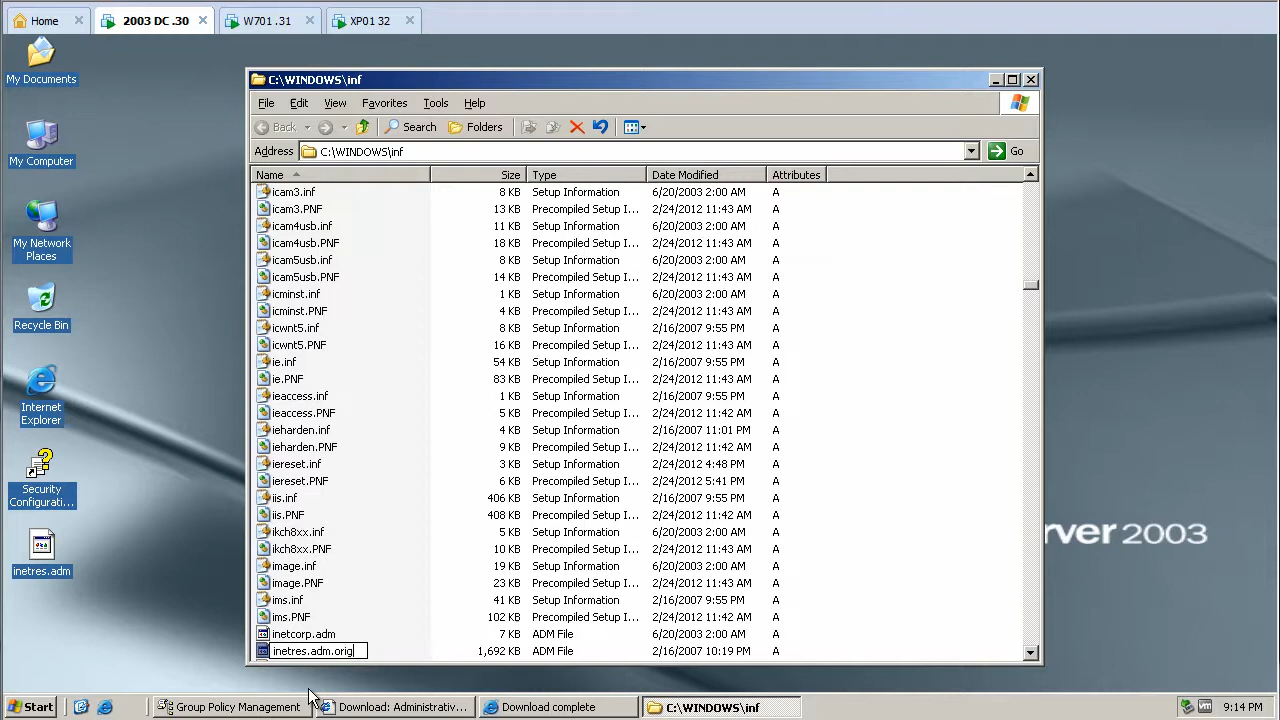 Home
2003 DC .30
W701 .31
XP01 32
My Documents
My Computer
My Network
Places
Recycle Bin
Internet
Explorer
Security
Configurati...
inetres.adm
C:\WINDOWS\inf
File Edit View Favorites Tools Help
Back Search Folders
Address C:\WINDOWS\inf Go
Name Size Type Date Modified Attributes
icam3.inf 8 KB Setup Information 6/20/2003 2:00 AM A
icam3.PNF 13 KB Precompiled Setup I... 2/24/2012 11:43 AM A
icam4usb.inf 11 KB Setup Information 6/20/2003 2:00 AM A
icam4usb.PNF 18 KB Precompiled Setup I... 2/24/2012 11:43 AM A
icam5usb.inf 8 KB Setup Information 6/20/2003 2:00 AM A
icam5usb.PNF 14 KB Precompiled Setup I... 2/24/2012 11:43 AM A
icminst.inf 1 KB Setup Information 6/20/2003 2:00 AM A
icminst.PNF 4 KB Precompiled Setup I... 2/24/2012 11:43 AM A
icwnt5.inf 8 KB Setup Information 2/16/2007 9:53 PM A
icwnt5.PNF 16 KB Precompiled Setup I... 2/24/2012 11:43 AM A
ie.inf 54 KB Setup Information 2/16/2007 9:55 PM A
ie.PNF 83 KB Precompiled Setup I... 2/24/2012 11:43 AM A
ieaccess.inf 1 KB Setup Information 2/16/2007 9:55 PM A
ieaccess.PNF 5 KB Precompiled Setup I... 2/24/2012 11:42 AM A
ieharden.inf 4 KB Setup Information 2/16/2007 11:01 PM A
ieharden.PNF 9 KB Precompiled Setup I... 2/24/2012 11:42 AM A
iereset.inf 3 KB Setup Information 2/24/2012 4:48 PM A
iereset.PNF 6 KB Precompiled Setup I... 2/24/2012 5:41 PM A
iis.inf 406 KB Setup Information 2/16/2007 9:55 PM A
iis.PNF 408 KB Precompiled Setup I... 2/24/2012 11:42 AM A
ikch8xx.inf 5 KB Setup Information 6/20/2003 2:00 AM A
ikch8xx.PNF 10 KB Precompiled Setup I... 2/24/2012 11:43 AM A
image.inf 19 KB Setup Information 6/20/2003 2:00 AM A
image.PNF 23 KB Precompiled Setup I... 2/24/2012 11:43 AM A
ims.inf 41 KB Setup Information 2/16/2007 9:55 PM A
ims.PNF 102 KB Precompiled Setup I... 2/24/2012 11:42 AM A
inetcorp.adm 7 KB ADM File 6/20/2003 2:00 AM A
inetres.adm.orig 1,692 KB ADM File 2/16/2007 10:19 PM A
rver 2003
Start
Group Policy Management
Download: Administrativ...
Download complete
C:\WINDOWS\inf
9:14 PM